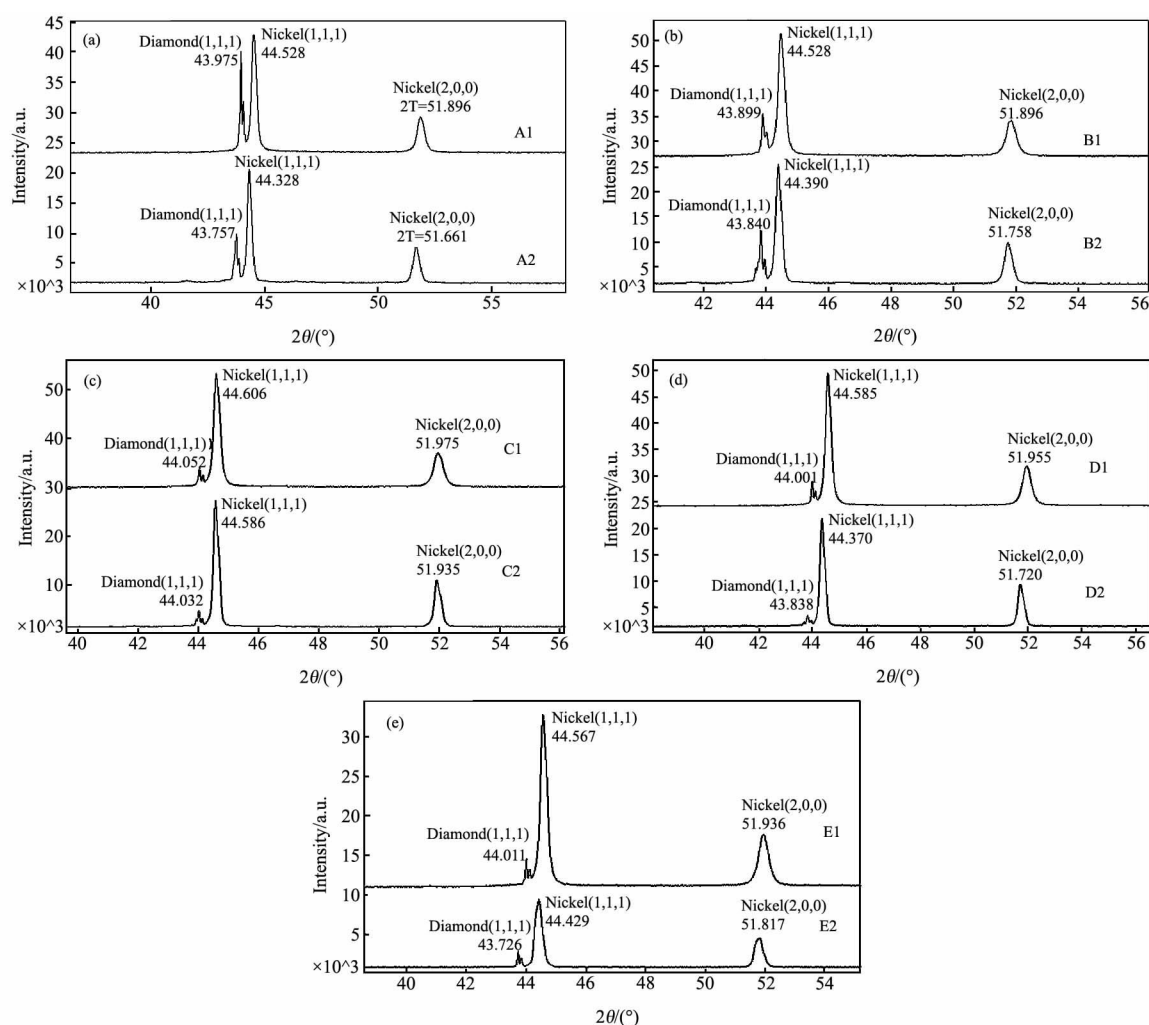 (a)
Intensity/a.u.
45
40
35
30
25
20
15
10
5
×10^3
Diamond(1,1,1)
43.975
Nickel(1,1,1)
44.528
Nickel(2,0,0)
2T=51.896
A1
Nickel(1,1,1)
44.328
Diamond(1,1,1)
43.757
Nickel(2,0,0)
2T=51.661
A2
40 45 50 55
2θ/(°)
(b)
Intensity/a.u.
50
40
30
25
20
15
10
5
×10^3
Nickel(1,1,1)
44.528
Diamond(1,1,1)
43.899
Nickel(2,0,0)
51.896
B1
Nickel(1,1,1)
44.390
Diamond(1,1,1)
43.840
Nickel(2,0,0)
51.758
B2
42 44 46 48 50 52 54 56
2θ/(°)
(c)
Intensity/a.u.
50
40
30
20
10
×10^3
Nickel(1,1,1)
44.606
Diamond(1,1,1)
44.052
Nickel(2,0,0)
51.975
C1
Nickel(1,1,1)
44.586
Diamond(1,1,1)
44.032
Nickel(2,0,0)
51.935
C2
40 42 44 46 48 50 52 54 56
2θ/(°)
(d)
Intensity/a.u.
50
45
40
35
30
25
20
15
10
5
×10^3
Nickel(1,1,1)
44.585
Diamond(1,1,1)
44.001
Nickel(2,0,0)
51.955
D1
Nickel(1,1,1)
44.370
Diamond(1,1,1)
43.838
Nickel(2,0,0)
51.720
D2
40 42 44 46 48 50 52 54 56
2θ/(°)
(e)
Intensity/a.u.
30
25
20
15
10
5
×10^3
Nickel(1,1,1)
44.567
Diamond(1,1,1)
44.011
Nickel(2,0,0)
51.936
E1
Nickel(1,1,1)
44.429
Diamond(1,1,1)
43.726
Nickel(2,0,0)
51.817
E2
40 42 44 46 48 50 52 54
2θ/(°)